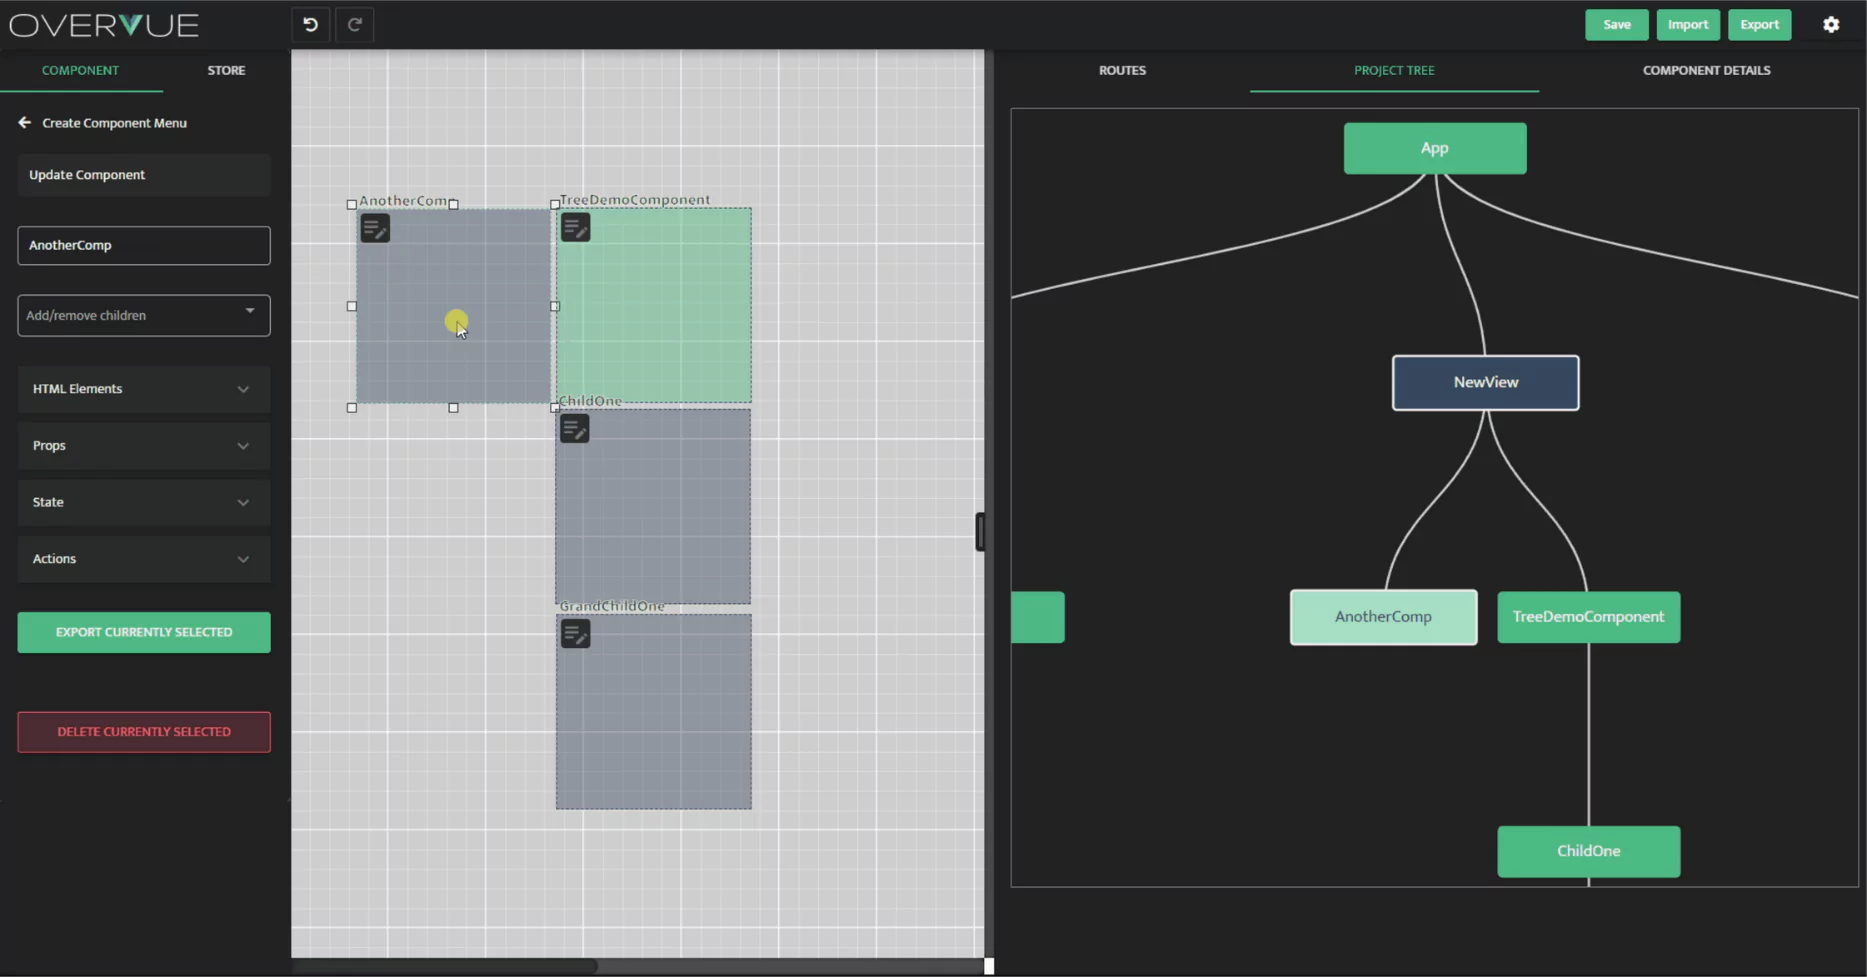 OVERVUE
Save
Import
Export
COMPONENT
STORE
ROUTES
PROJECT TREE
COMPONENT DETAILS
Create Component Menu
Update Component
AnotherComp
Add/remove children
HTML Elements
Props
State
Actions
EXPORT CURRENTLY SELECTED
DELETE CURRENTLY SELECTED
AnotherComp
TreeDemoComponent
ChildOne
GrandChildOne
App
NewView
AnotherComp
TreeDemoComponent
ChildOne